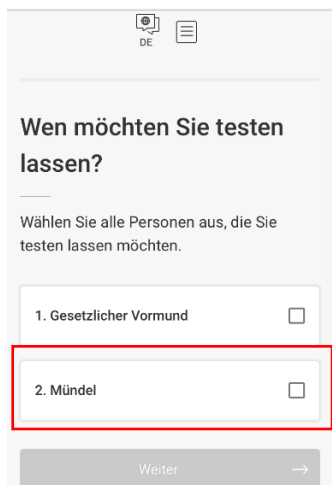 DE
Wen möchten Sie testen
lassen?
Wählen Sie alle Personen aus, die Sie
testen lassen möchten.
1. Gesetzlicher Vormund
2. Mündel
Weiter